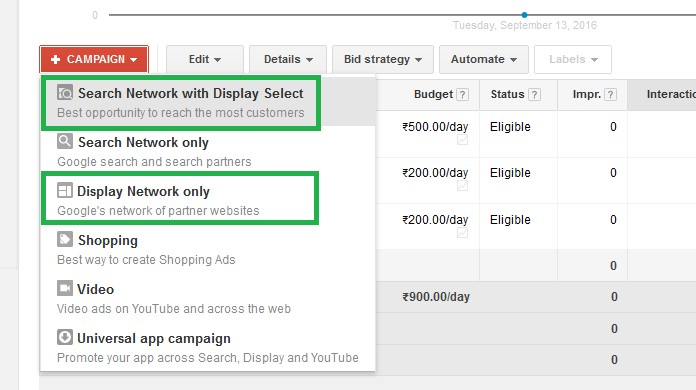 0
Tuesday, September 13, 2016
+ CAMPAIGN Edit Details Bid strategy Automate Labels
Budget ? Status ? Impr. ? Interactio
Search Network with Display Select
Best opportunity to reach the most customers
₹500.00/day Eligible 0
Search Network only
Google search and search partners
₹200.00/day Eligible 0
Display Network only
Google's network of partner websites
₹200.00/day Eligible 0
Shopping
Best way to create Shopping Ads
0
Video
Video ads on YouTube and across the web
₹900.00/day 0
0
Universal app campaign
Promote your app across Search, Display and YouTube
0